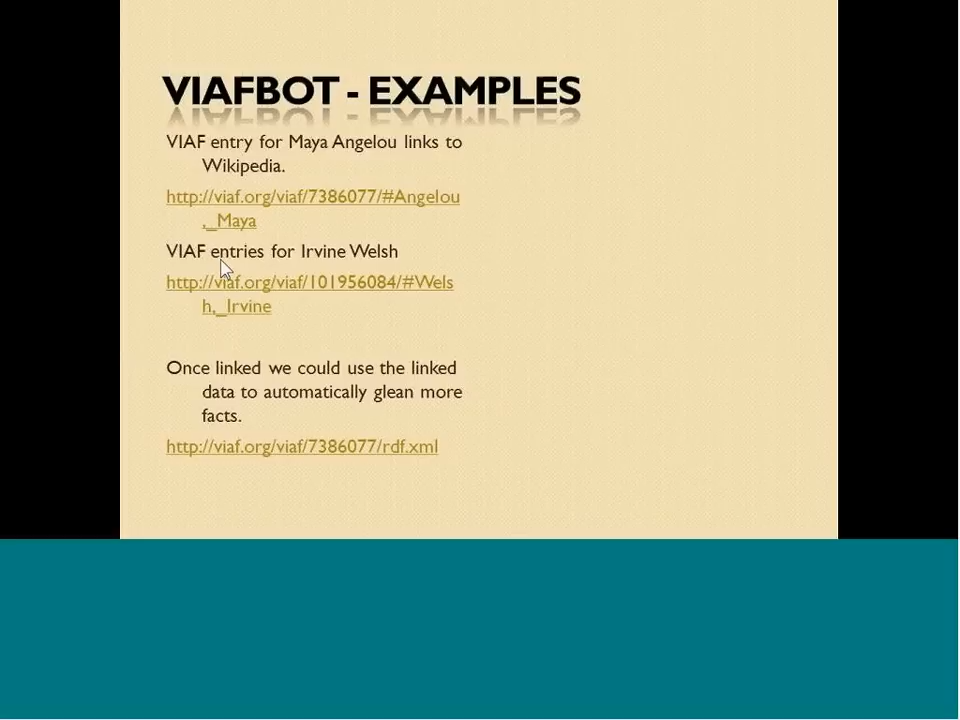 VIAFBOT - EXAMPLES
VIAF entry for Maya Angelou links to
Wikipedia.
http://viaf.org/viaf/7386077/#Angelou
,_Maya
VIAF entries for Irvine Welsh
http://viaf.org/viaf/101956084/#Wels
h,_Irvine
Once linked we could use the linked
data to automatically glean more
facts.
http://viaf.org/viaf/7386077/rdf.xml